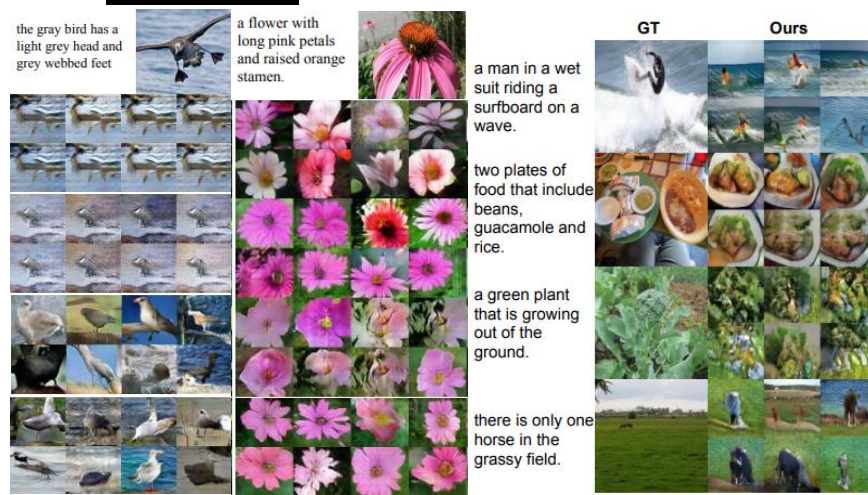 the gray bird has a
light grey head and
grey webbed feet
a flower with
long pink petals
and raised orange
stamen.
GT
Ours
a man in a wet
suit riding a
surfboard on a
wave.
two plates of
food that include
beans,
guacamole and
rice.
a green plant
that is growing
out of the
ground.
there is only one
horse in the
grassy field.